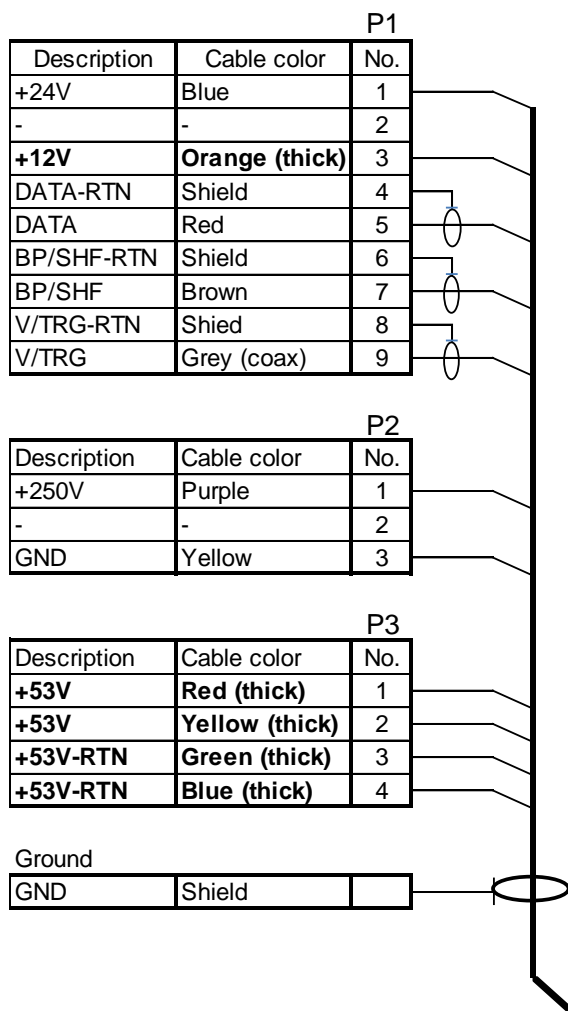 P1
Description Cable color No.
+24V Blue 1
- - 2
+12V Orange (thick) 3
DATA-RTN Shield 4
DATA Red 5
BP/SHF-RTN Shield 6
BP/SHF Brown 7
V/TRG-RTN Shied 8
V/TRG Grey (coax) 9
P2
Description Cable color No.
+250V Purple 1
- - 2
GND Yellow 3
P3
Description Cable color No.
+53V Red (thick) 1
+53V Yellow (thick) 2
+53V-RTN Green (thick) 3
+53V-RTN Blue (thick) 4
Ground
GND Shield